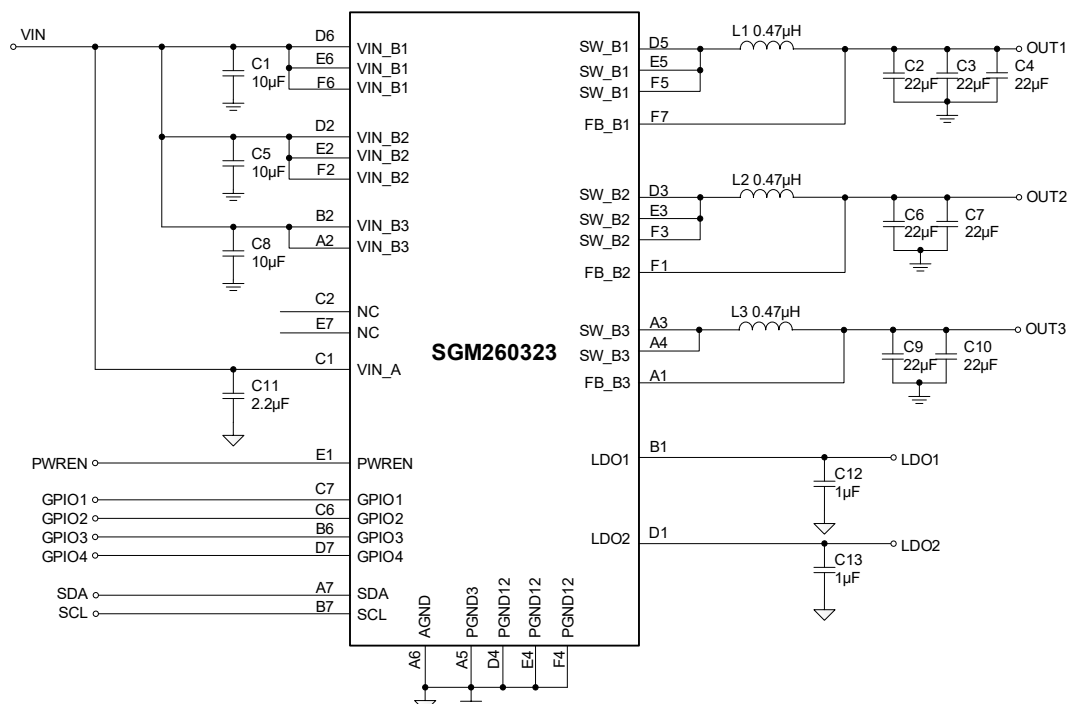 VIN
D6
VIN_B1
C1
10µF
E6
VIN_B1
F6
VIN_B1
D2
VIN_B2
C5
10µF
E2
VIN_B2
F2
VIN_B2
B2
VIN_B3
C8
10µF
A2
VIN_B3
C2
NC
E7
NC
C1
VIN_A
C11
2.2µF
PWREN
E1
PWREN
GPIO1
C7
GPIO1
GPIO2
C6
GPIO2
GPIO3
B6
GPIO3
GPIO4
D7
GPIO4
SDA
A7
SDA
SCL
B7
SCL
SGM260323
AGND
PGND3
PGND12
PGND12
PGND12
A6
A5
D4
E4
F4
SW_B1
D5
L1 0.47µH
OUT1
SW_B1
E5
SW_B1
F5
C2
22µF
C3
22µF
C4
22µF
FB_B1
F7
SW_B2
D3
L2 0.47µH
OUT2
SW_B2
E3
SW_B2
F3
C6
22µF
C7
22µF
FB_B2
F1
SW_B3
A3
L3 0.47µH
OUT3
SW_B3
A4
C9
22µF
C10
22µF
FB_B3
A1
LDO1
B1
LDO1
C12
1µF
LDO2
D1
LDO2
C13
1µF